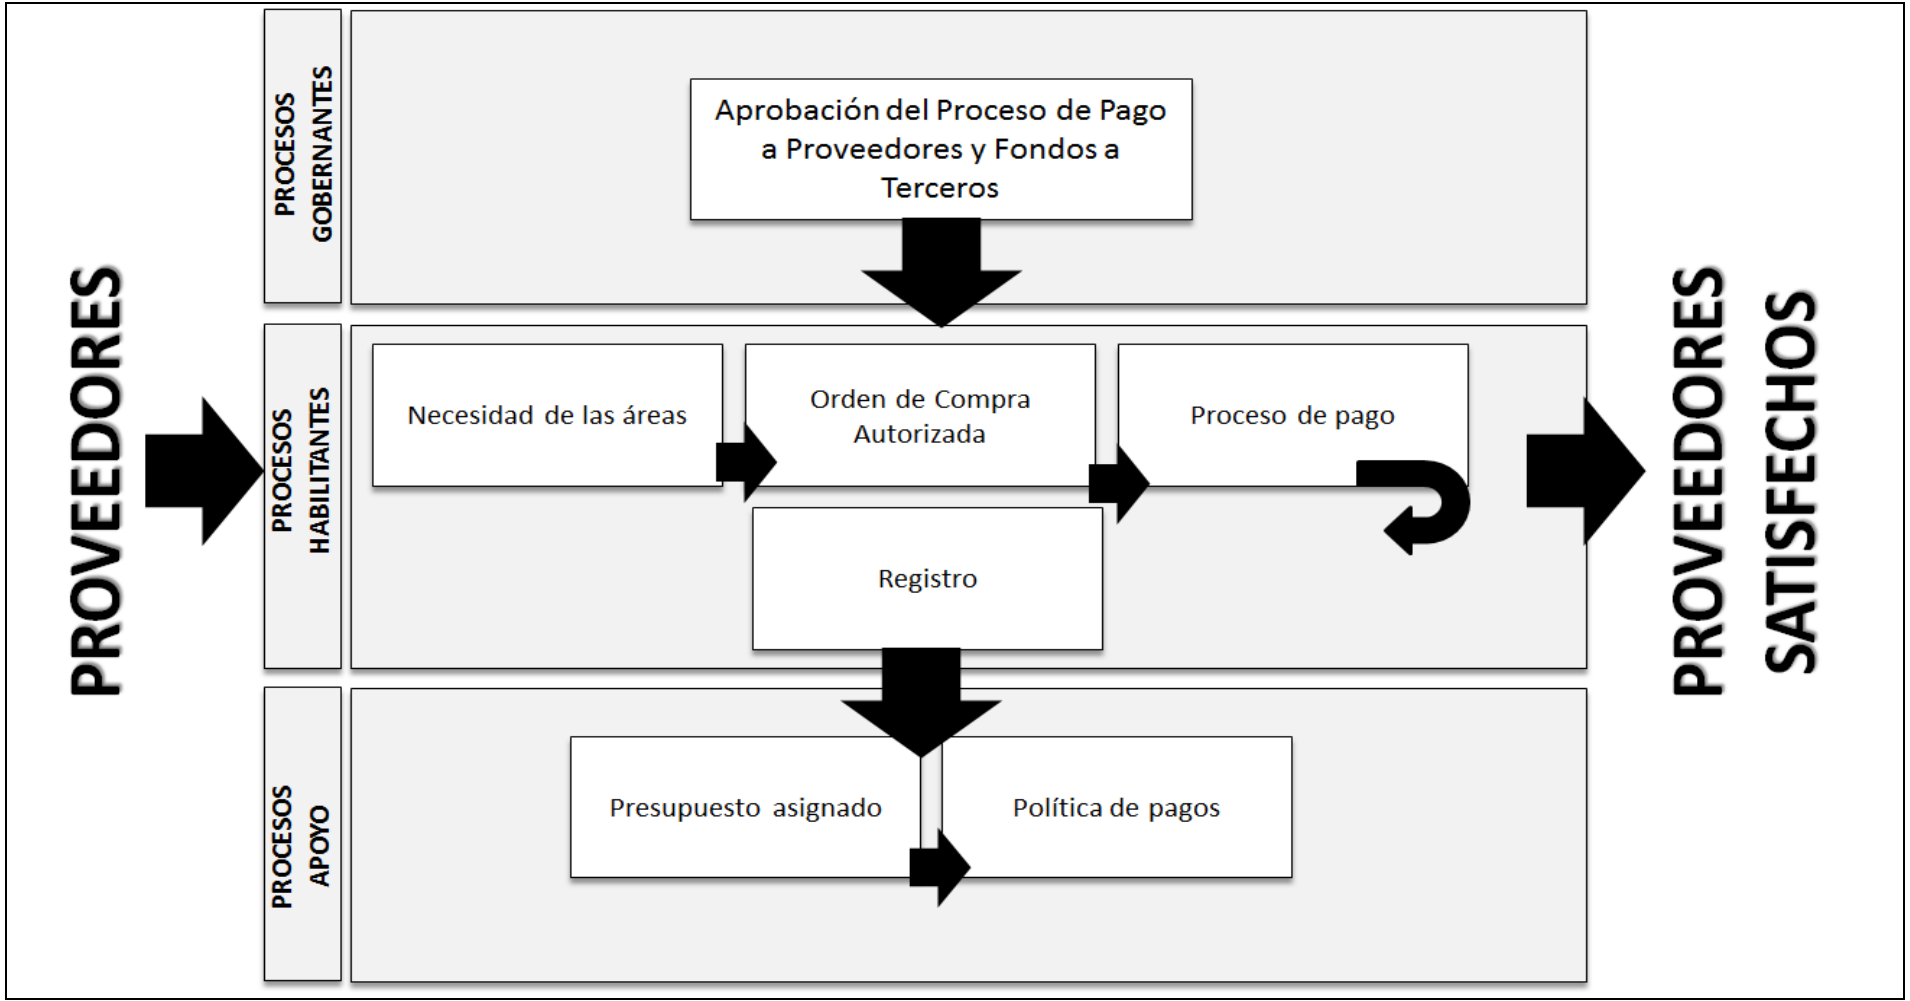 PROVEEDORES
PROCESOS
GOBERNANTES
Aprobación del Proceso de Pago
a Proveedores y Fondos a
Terceros
PROCESOS
HABILITANTES
Necesidad de las áreas
Orden de Compra
Autorizada
Proceso de pago
Registro
PROCESOS
APOYO
Presupuesto asignado
Política de pagos
PROVEEDORES
SATISFECHOS